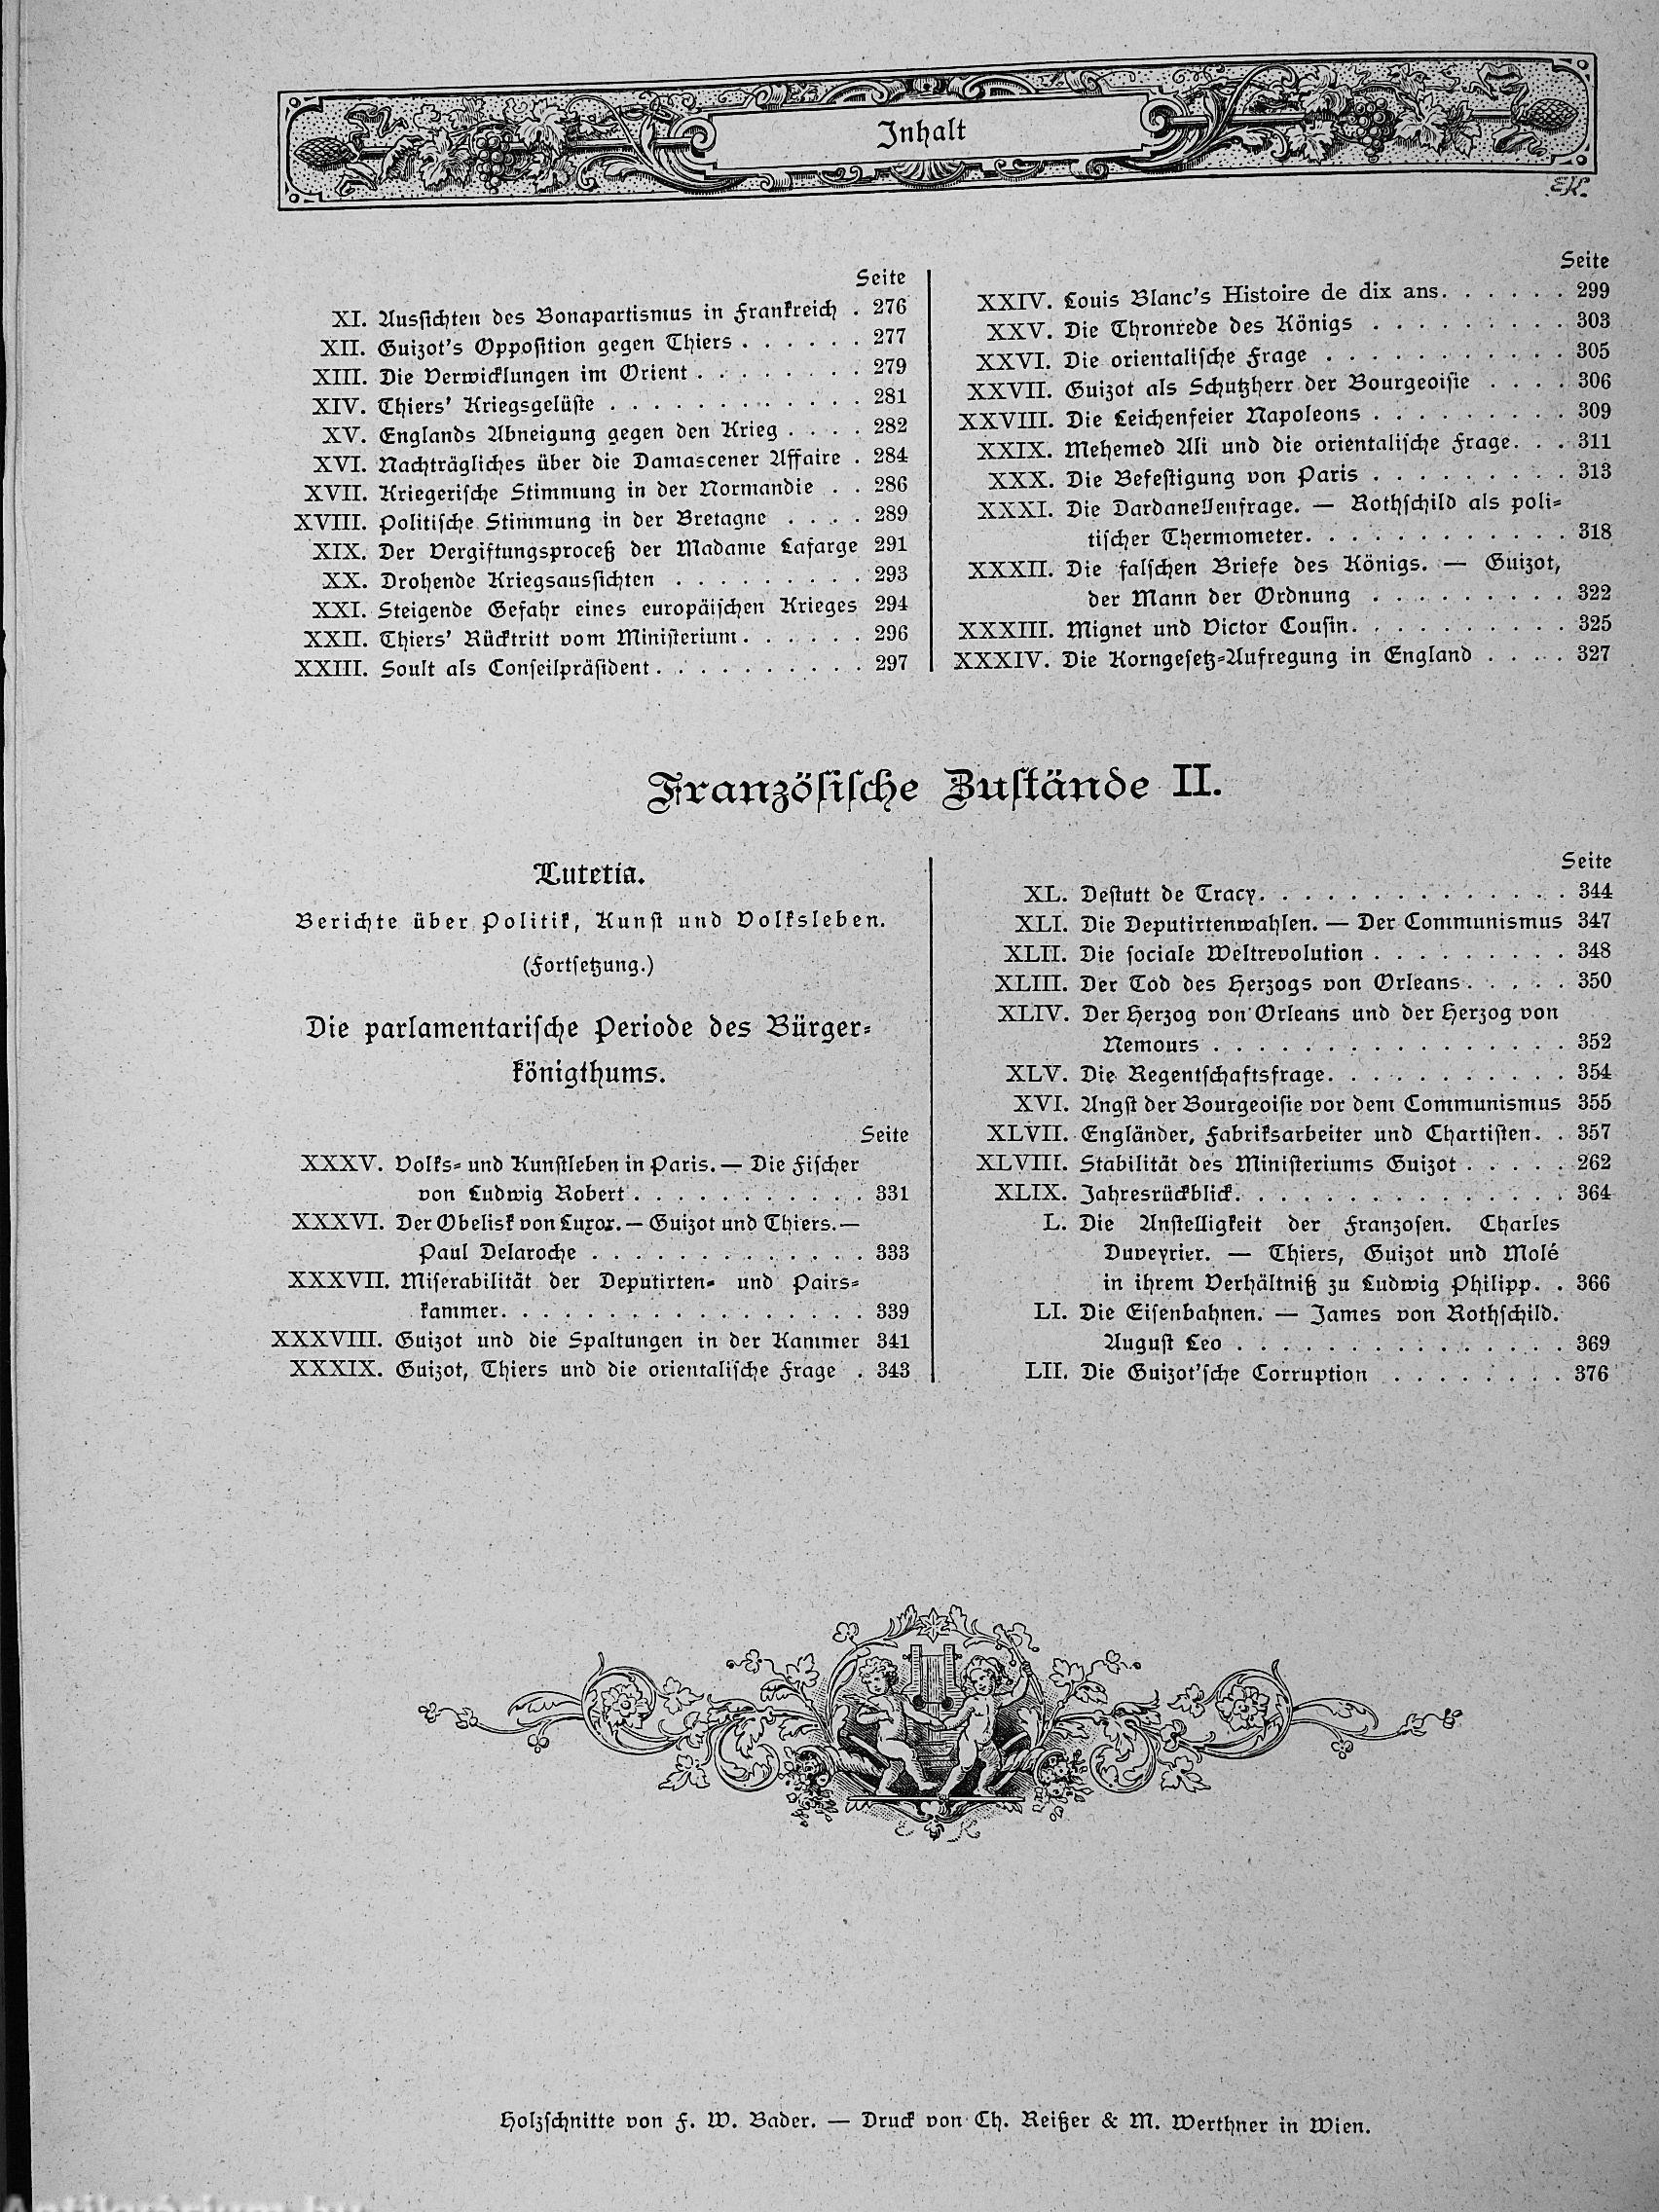 Inhalt
EK.
Seite
XI. Aussichten des Bonapartismus in Frankreich . 276
XII. Guizot's Opposition gegen Thiers . . . . . . 277
XIII. Die Verwicklungen im Orient . . . . . . . . 279
XIV. Thiers' Kriegsgelüste . . . . . . . . . . . . 281
XV. Englands Abneigung gegen den Krieg . . . . 282
XVI. Nachträgliches über die Damascener Affaire . 284
XVII. Kriegerische Stimmung in der Normandie . . 286
XVIII. Politische Stimmung in der Bretagne . . . . 289
XIX. Der Vergiftungsproceß der Madame Lafarge 291
XX. Drohende Kriegsaussichten . . . . . . . . . 293
XXI. Steigende Gefahr eines europäischen Krieges 294
XXII. Thiers' Rücktritt vom Ministerium . . . . . . 296
XXIII. Soult als Conseilpräsident . . . . . . . . . . 297
Seite
XXIV. Louis Blanc's Histoire de dix ans . . . . . . 299
XXV. Die Thronrede des Königs . . . . . . . . . 303
XXVI. Die orientalische Frage . . . . . . . . . . . 305
XXVII. Guizot als Schutzherr der Bourgeoisie . . . . 306
XXVIII. Die Leichenfeier Napoleons . . . . . . . . . 309
XXIX. Mehemed Ali und die orientalische Frage . . . 311
XXX. Die Befestigung von Paris . . . . . . . . . 313
XXXI. Die Dardanellenfrage. — Rothschild als poli-
tischer Thermometer . . . . . . . . . . . . 318
XXXII. Die falschen Briefe des Königs. — Guizot,
der Mann der Ordnung . . . . . . . . . 322
XXXIII. Mignet und Victor Cousin . . . . . . . . . . 325
XXXIV. Die Korngesetz-Aufregung in England . . . . 327
Französische Zustände II.
Lutetia.
Berichte über Politik, Kunst und Volksleben.
(Fortsetzung.)
Die parlamentarische Periode des Bürger-
königthums.
Seite
XXXV. Volks- und Kunstleben in Paris. — Die Fischer
von Ludwig Robert . . . . . . . . . . . 331
XXXVI. Der Obelisk von Luxor. — Guizot und Thiers. —
Paul Delaroche . . . . . . . . . . . . . 333
XXXVII. Miserabilität der Deputirten- und Pairs-
kammer . . . . . . . . . . . . . . . . . 339
XXXVIII. Guizot und die Spaltungen in der Kammer 341
XXXIX. Guizot, Thiers und die orientalische Frage . 343
Seite
XL. Destutt de Tracy . . . . . . . . . . . . . . 344
XLI. Die Deputirtenwahlen. — Der Communismus 347
XLII. Die sociale Weltrevolution . . . . . . . . . 348
XLIII. Der Tod des Herzogs von Orleans . . . . . 350
XLIV. Der Herzog von Orleans und der Herzog von
Nemours . . . . . . . . . . . . . . . . . 352
XLV. Die Regentschaftsfrage . . . . . . . . . . . 354
XVI. Angst der Bourgeoisie vor dem Communismus 355
XLVII. Engländer, Fabriksarbeiter und Chartisten . . 357
XLVIII. Stabilität des Ministeriums Guizot . . . . . 262
XLIX. Jahresrückblick . . . . . . . . . . . . . . . 364
L. Die Anstelligkeit der Franzosen. Charles
Duveyrier. — Thiers, Guizot und Molé
in ihrem Verhältniß zu Ludwig Philipp . . 366
LI. Die Eisenbahnen. — James von Rothschild.
August Leo . . . . . . . . . . . . . . . 369
LII. Die Guizot'sche Corruption . . . . . . . . 376
Holzschnitte von F. W. Bader. — Druck von Ch. Reißer & M. Werthner in Wien.
Antikvárium.hu